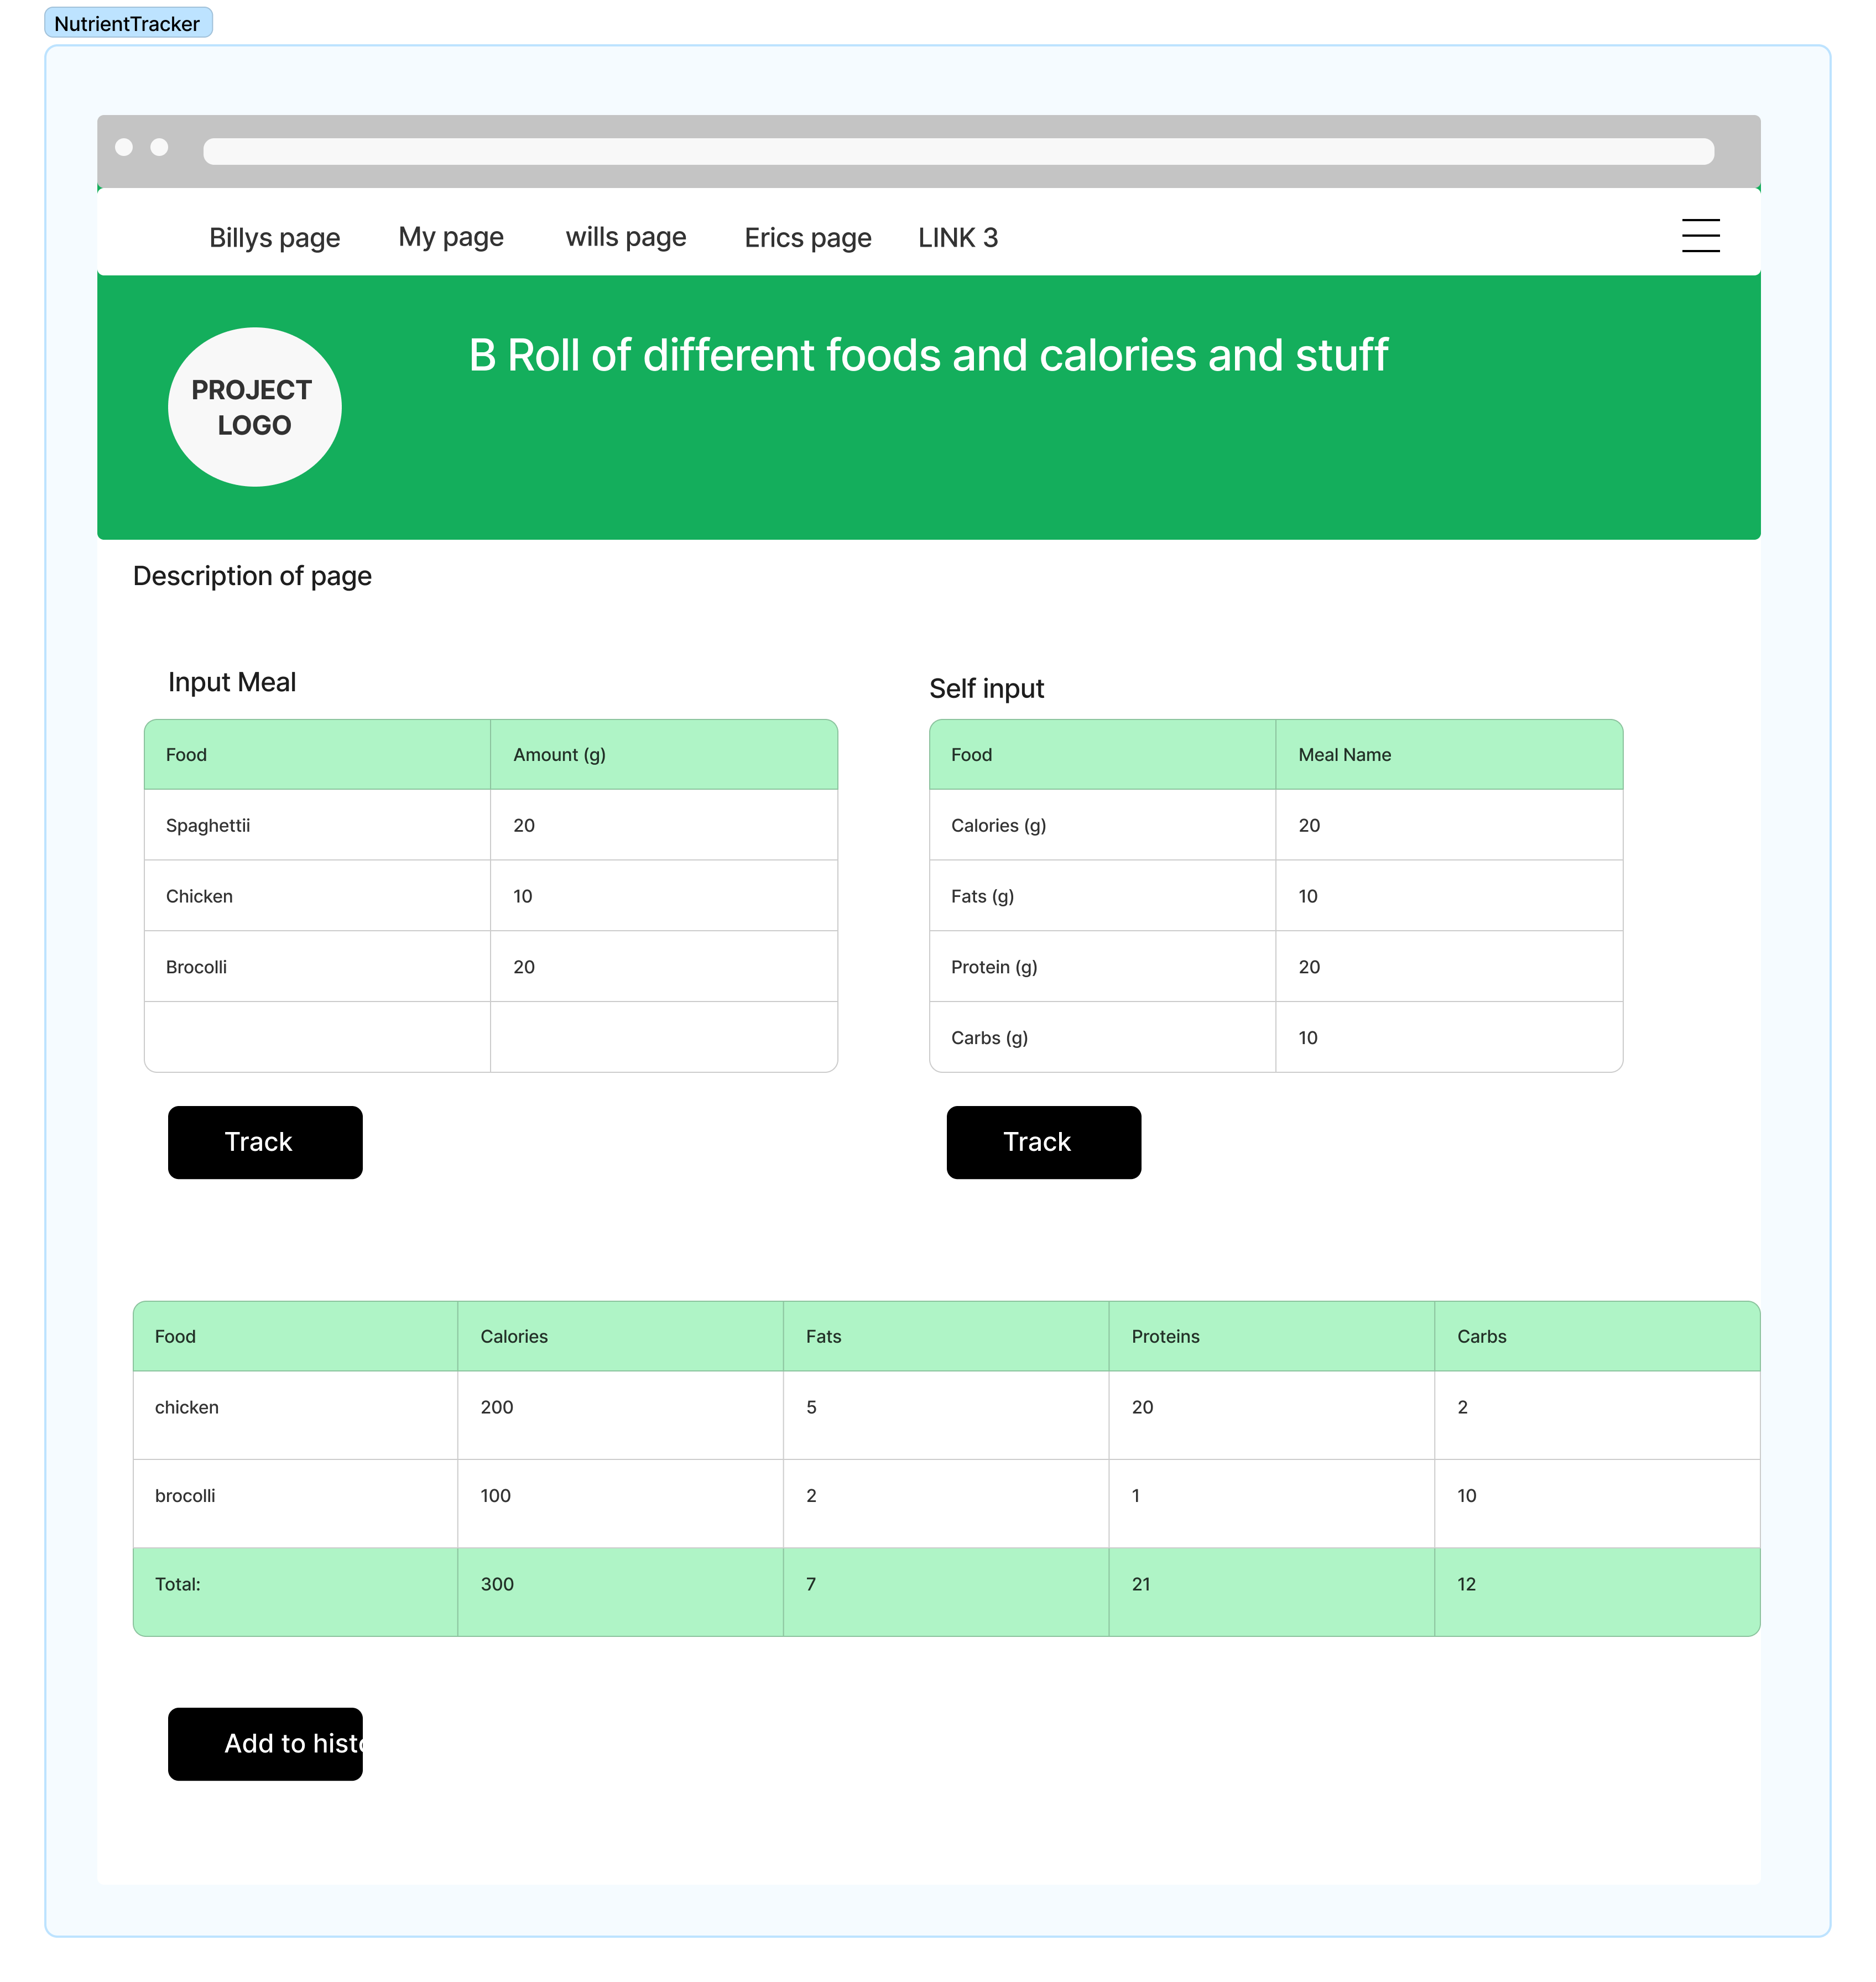 NutrientTracker
Billys page My page wills page Erics page LINK 3
PROJECT
LOGO
B Roll of different foods and calories and stuff
Description of page
Input Meal
Food Amount (g)
Spaghettii 20
Chicken 10
Brocolli 20
Track
Self input
Food Meal Name
Calories (g) 20
Fats (g) 10
Protein (g) 20
Carbs (g) 10
Track
Food Calories Fats Proteins Carbs
chicken 200 5 20 2
brocolli 100 2 1 10
Total: 300 7 21 12
Add to histo